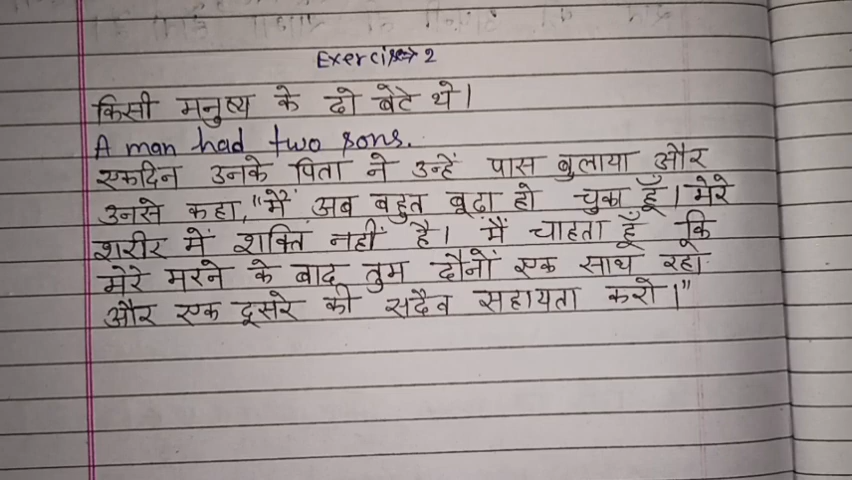 Exercise→2
किसी मनुष्य के दो बेटे थे।
A man had two sons.
एकदिन उनके पिता ने उन्हें पास बुलाया और
उनसे कहा, "मैं अब बहुत बूढ़ा हो चुका हूँ। मेरे
शरीर में शक्ति नहीं है। मैं चाहता हूँ कि
मेरे मरने के बाद तुम दौनों एक साथ रहो
और एक दूसरे की सदैव सहायता करो।"